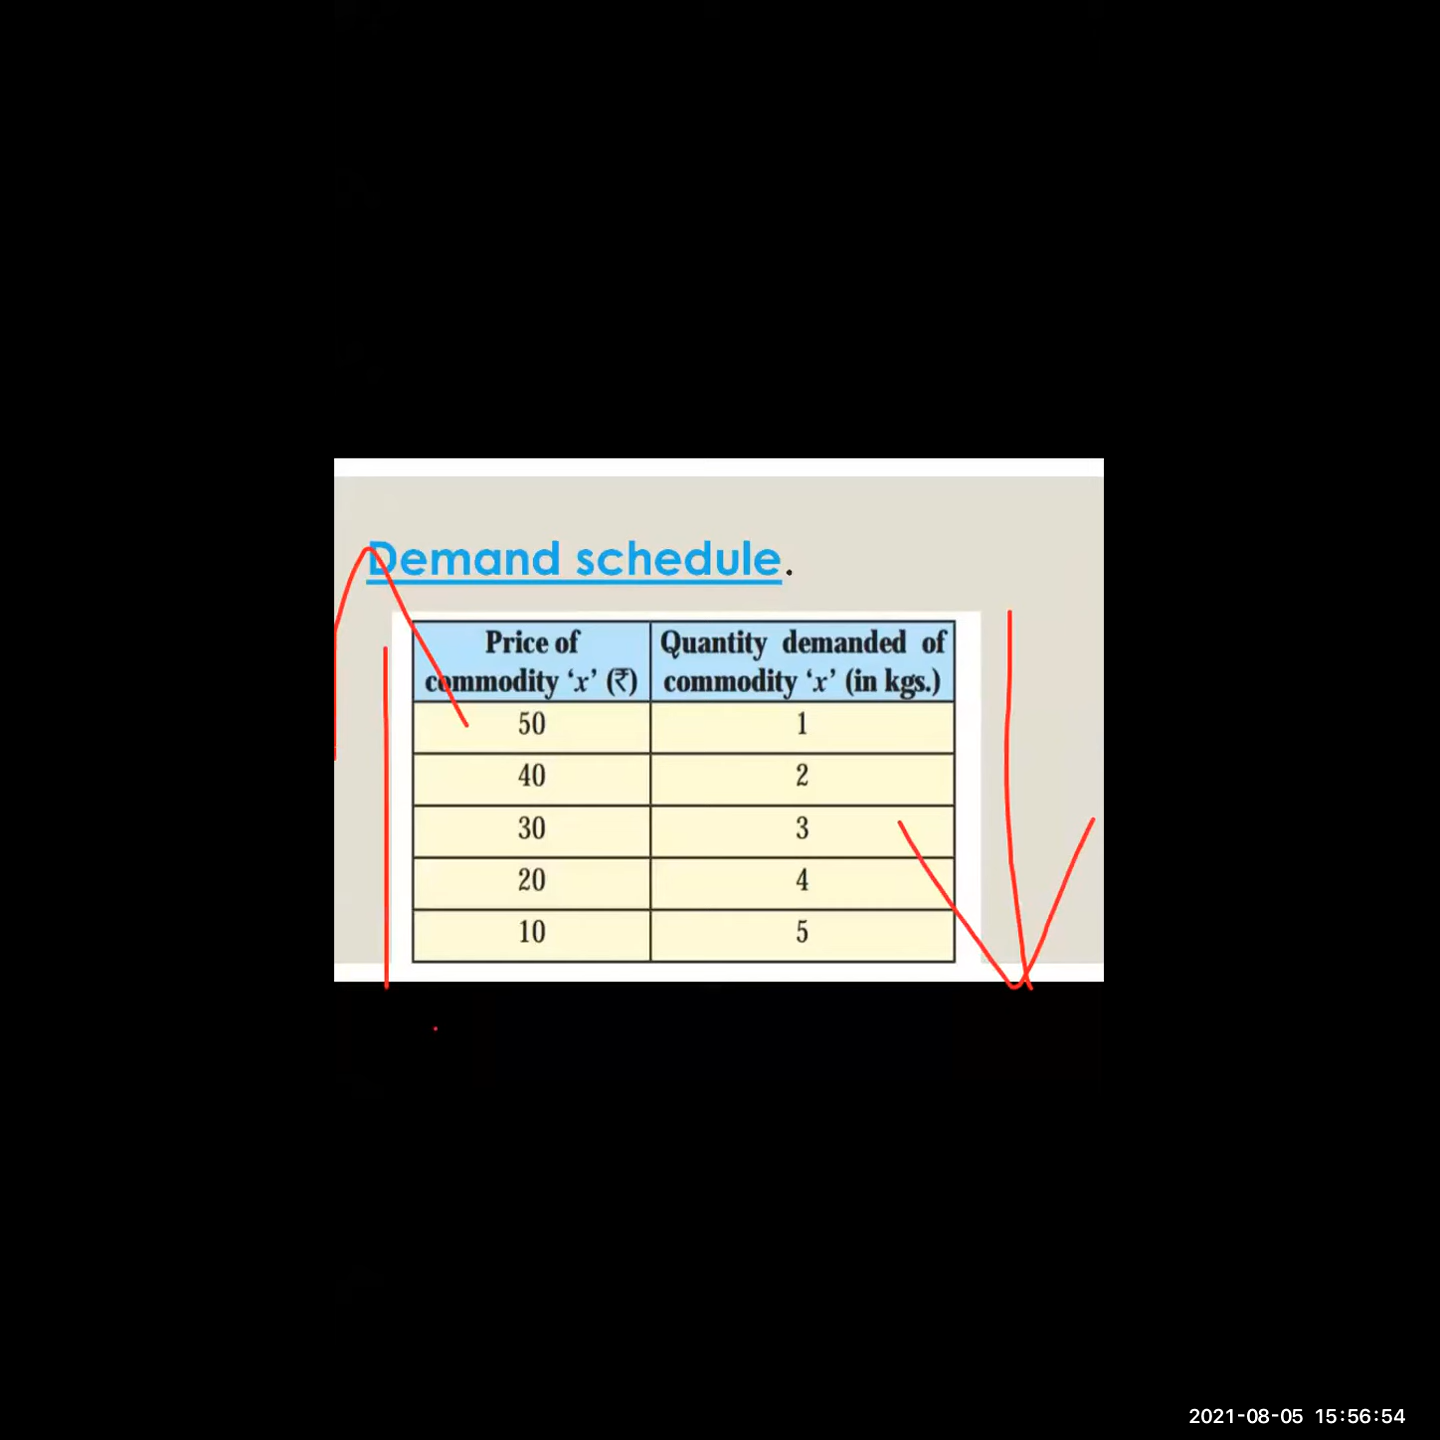 Demand schedule.
Price of
commodity ‘x’ (₹)
Quantity demanded of
commodity ‘x’ (in kgs.)
50 1
40 2
30 3
20 4
10 5
2021-08-05 15:56:54